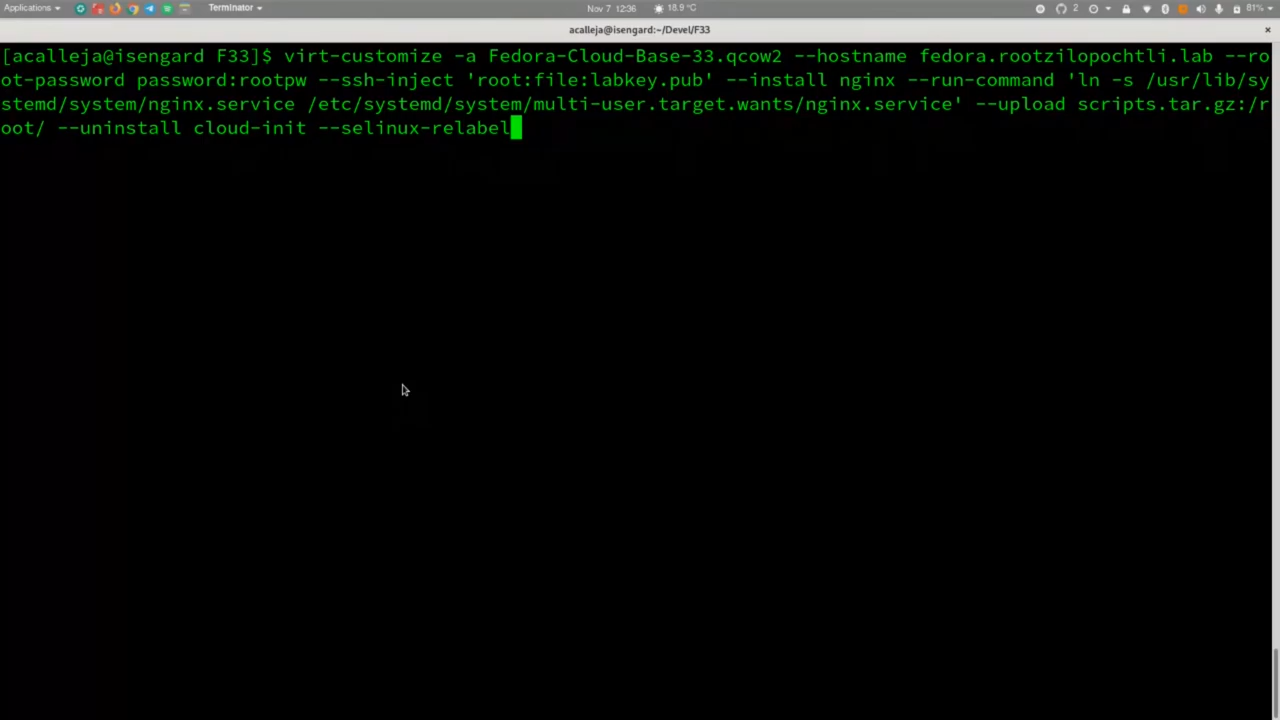 Applications
Terminator
Nov 7 12:36
18.9 °C
2
81%
acalleja@isengard:~/Devel/F33
[acalleja@isengard F33]$ virt-customize -a Fedora-Cloud-Base-33.qcow2 --hostname fedora.rootzilopochtli.lab --ro
ot-password password:rootpw --ssh-inject 'root:file:labkey.pub' --install nginx --run-command 'ln -s /usr/lib/sy
stemd/system/nginx.service /etc/systemd/system/multi-user.target.wants/nginx.service' --upload scripts.tar.gz:/r
oot/ --uninstall cloud-init --selinux-relabel